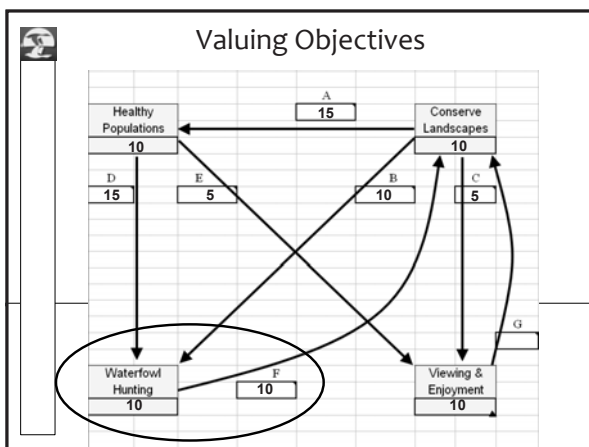 Valuing Objectives
A
15
Healthy
Populations
10
Conserve
Landscapes
10
D
15
E
5
B
10
C
5
G
Waterfowl
Hunting
10
F
10
Viewing &
Enjoyment
10